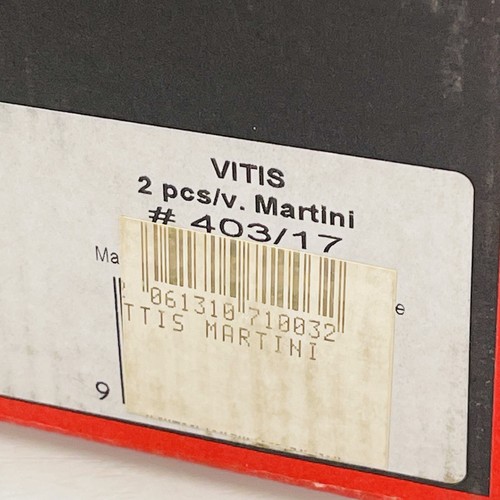 VITIS
2 pcs/v. Martini
# 403/17
Ma e
061310 710032
TTIS MARTINI
9